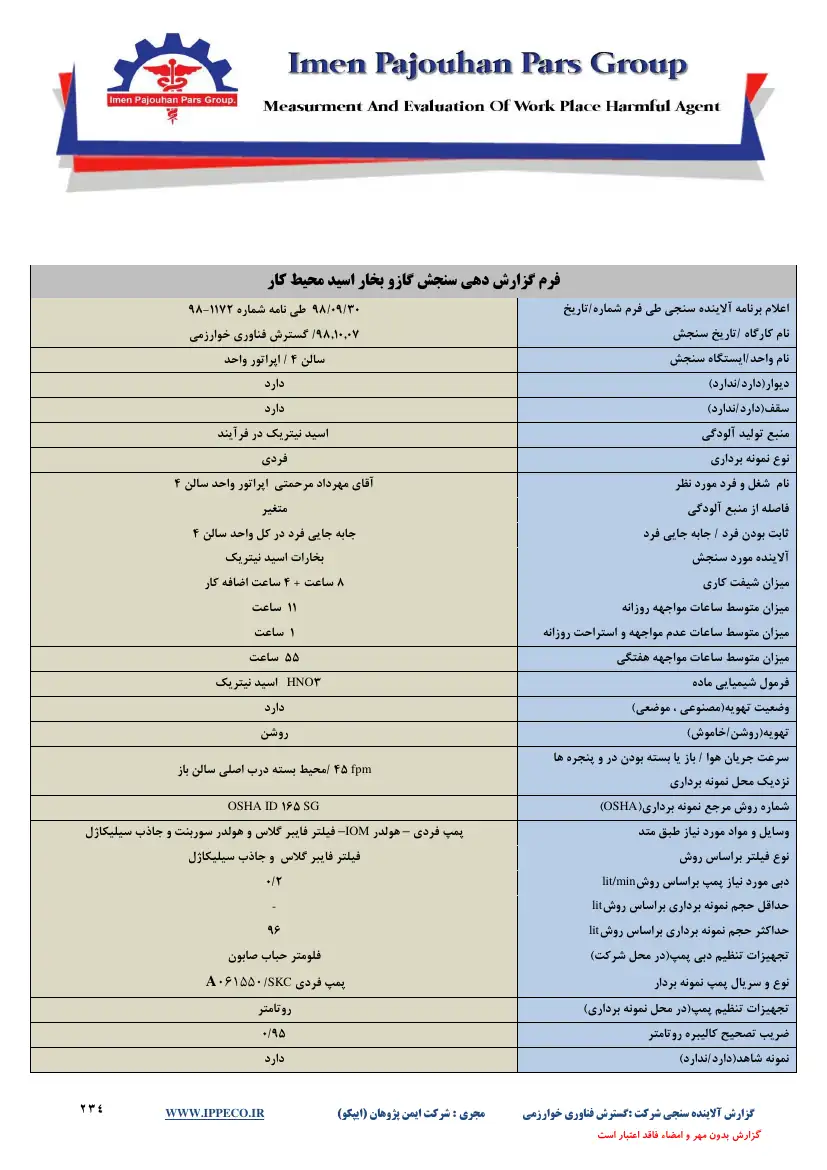 Imen Pajouhan Pars Group
Imen Pajouhan Pars Group.
Measurment And Evaluation Of Work Place Harmful Agent
فرم گزارش دهی سنجش گازو بخار اسید محیط کار
اعلام برنامه آلاینده سنجی طی فرم شماره/تاریخ ۹۸/۰۹/۳۰ طی نامه شماره ۱۱۷۲-۹۸
نام کارگاه /تاریخ سنجش ۹۸,۱۰,۰۷/ گسترش فناوری خوارزمی
نام واحد/ایستگاه سنجش سالن ۴ / اپراتور واحد
دیوار(دارد/ندارد) دارد
سقف(دارد/ندارد) دارد
منبع تولید آلودگی اسید نیتریک در فرآیند
نوع نمونه برداری فردی
نام شغل و فرد مورد نظر آقای مهرداد مرحمتی اپراتور واحد سالن ۴
فاصله از منبع آلودگی متغیر
ثابت بودن فرد / جابه جایی فرد جابه جایی فرد در کل واحد سالن ۴
آلاینده مورد سنجش بخارات اسید نیتریک
میزان شیفت کاری ۸ ساعت + ۴ ساعت اضافه کار
میزان متوسط ساعات مواجهه روزانه ۱۱ ساعت
میزان متوسط ساعات عدم مواجهه و استراحت روزانه ۱ ساعت
میزان متوسط ساعات مواجهه هفتگی ۵۵ ساعت
فرمول شیمیایی ماده HNO۳ اسید نیتریک
وضعیت تهویه(مصنوعی ، موضعی) دارد
تهویه(روشن/خاموش) روشن
سرعت جریان هوا / باز یا بسته بودن در و پنجره ها
نزدیک محل نمونه برداری ۴۵ fpm /محیط بسته درب اصلی سالن باز
شماره روش مرجع نمونه برداری(OSHA) OSHA ID ۱۶۵ SG
وسایل و مواد مورد نیاز طبق متد پمپ فردی – هولدر IOM– فیلتر فایبر گلاس و هولدر سوربنت و جاذب سیلیکاژل
نوع فیلتر براساس روش فیلتر فایبر گلاس و جاذب سیلیکاژل
دبی مورد نیاز پمپ براساس روش lit/min ۰/۲
حداقل حجم نمونه برداری براساس روش lit -
حداکثر حجم نمونه برداری براساس روش lit ۹۶
تجهیزات تنظیم دبی پمپ(در محل شرکت) فلومتر حباب صابون
نوع و سریال پمپ نمونه بردار پمپ فردی A۰۶۱۵۵۰/SKC
تجهیزات تنظیم پمپ(در محل نمونه برداری) روتامتر
ضریب تصحیح کالیبره روتامتر ۰/۹۵
نمونه شاهد(دارد/ندارد) دارد
گزارش آلاینده سنجی شرکت :گسترش فناوری خوارزمی مجری : شرکت ایمن پژوهان (ایپکو) WWW.IPPECO.IR ۲۳٤
گزارش بدون مهر و امضاء فاقد اعتبار است